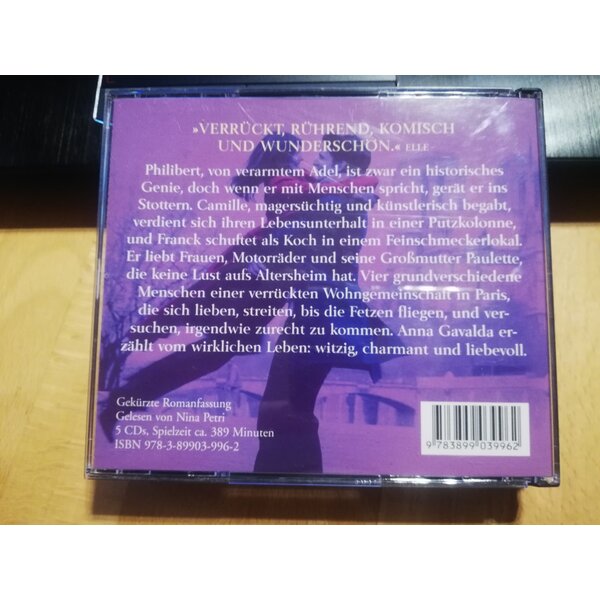 »VERRÜCKT, RÜHREND, KOMISCH
UND WUNDERSCHÖN.« ELLE
Philibert, von verarmtem Adel, ist zwar ein historisches
Genie, doch wenn er mit Menschen spricht, gerät er ins
Stottern. Camille, magersüchtig und künstlerisch begabt,
verdient sich ihren Lebensunterhalt in einer Putzkolonne,
und Franck schuftet als Koch in einem Feinschmeckerlokal.
Er liebt Frauen, Motorräder und seine Großmutter Paulette,
die keine Lust aufs Altersheim hat. Vier grundverschiedene
Menschen einer verrückten Wohngemeinschaft in Paris,
die sich lieben, streiten, bis die Fetzen fliegen, und ver-
suchen, irgendwie zurecht zu kommen. Anna Gavalda er-
zählt vom wirklichen Leben: witzig, charmant und liebevoll.
Gekürzte Romanfassung
Gelesen von Nina Petri
5 CDs, Spielzeit ca. 389 Minuten
ISBN 978-3-89903-996-2
9 783899 039962